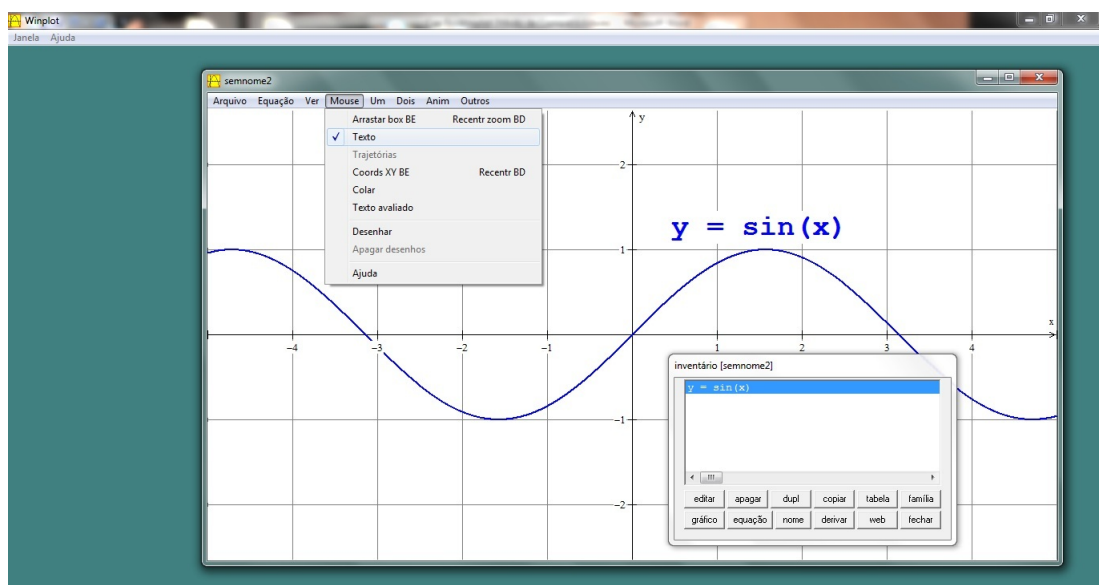 Winplot
Janela Ajuda
semnome2
Arquivo Equação Ver Mouse Um Dois Anim Outros
Arrastar box BE Recentr zoom BD
✓ Texto
Trajetórias
Coords XY BE Recentr BD
Colar
Texto avaliado
Desenhar
Apagar desenhos
Ajuda
y
2
y = sin(x)
1
x
-4 -3 -2 -1 1 2 3 4
inventário [semnome2]
y = sin(x)
-1
editar apagar dupl copiar tabela família
-2
gráfico equação nome derivar web fechar